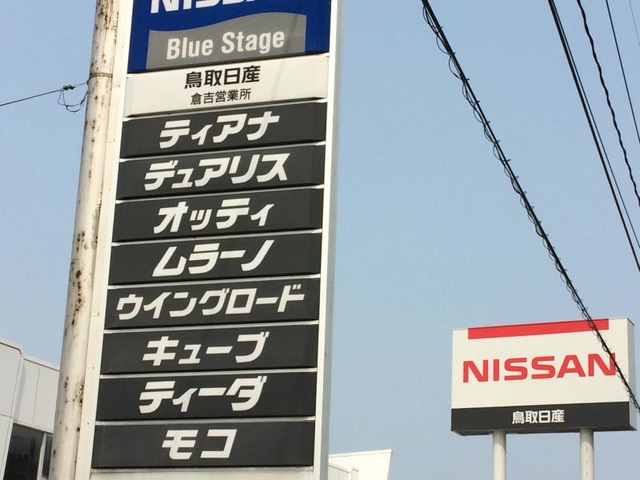 NISSAN
Blue Stage
鳥取日産
倉吉営業所
ティアナ
デュアリス
オッティ
ムラーノ
ウイングロード
キューブ
ティーダ
モコ
NISSAN
鳥取日産